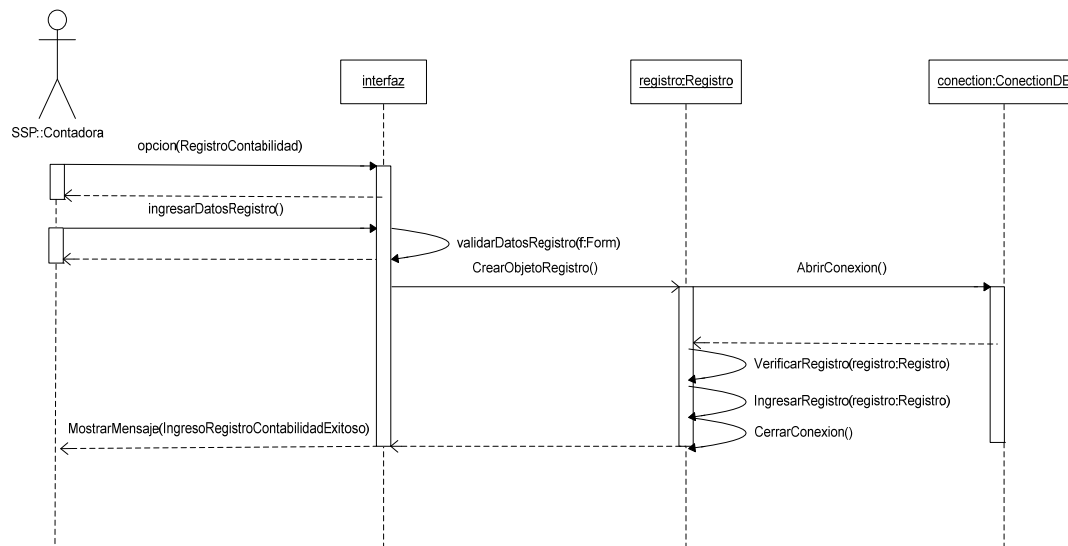 interfaz
registro:Registro
conection:ConectionDE
SSP::Contadora
opcion(RegistroContabilidad)
ingresarDatosRegistro()
validarDatosRegistro(f:Form)
CrearObjetoRegistro()
AbrirConexion()
VerificarRegistro(registro:Registro)
IngresarRegistro(registro:Registro)
MostrarMensaje(IngresoRegistroContabilidadExitoso)
CerrarConexion()